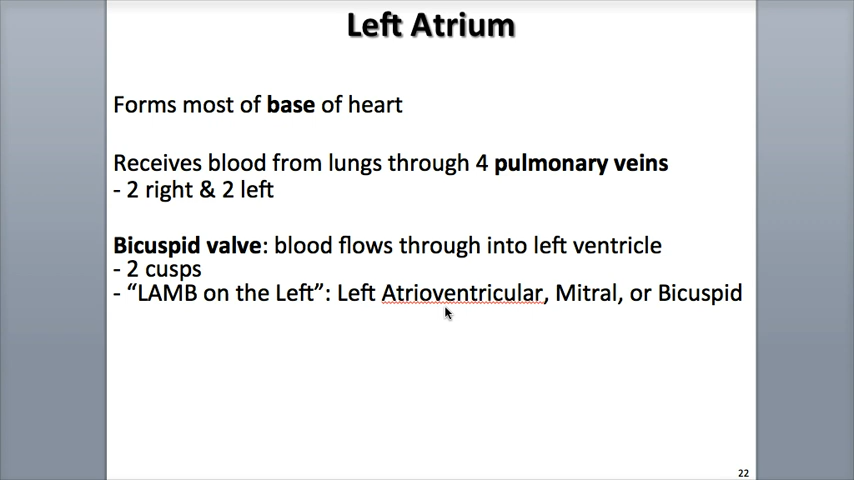 Left Atrium
Forms most of base of heart
Receives blood from lungs through 4 pulmonary veins
- 2 right & 2 left
Bicuspid valve: blood flows through into left ventricle
- 2 cusps
- “LAMB on the Left”: Left Atrioventricular, Mitral, or Bicuspid
22